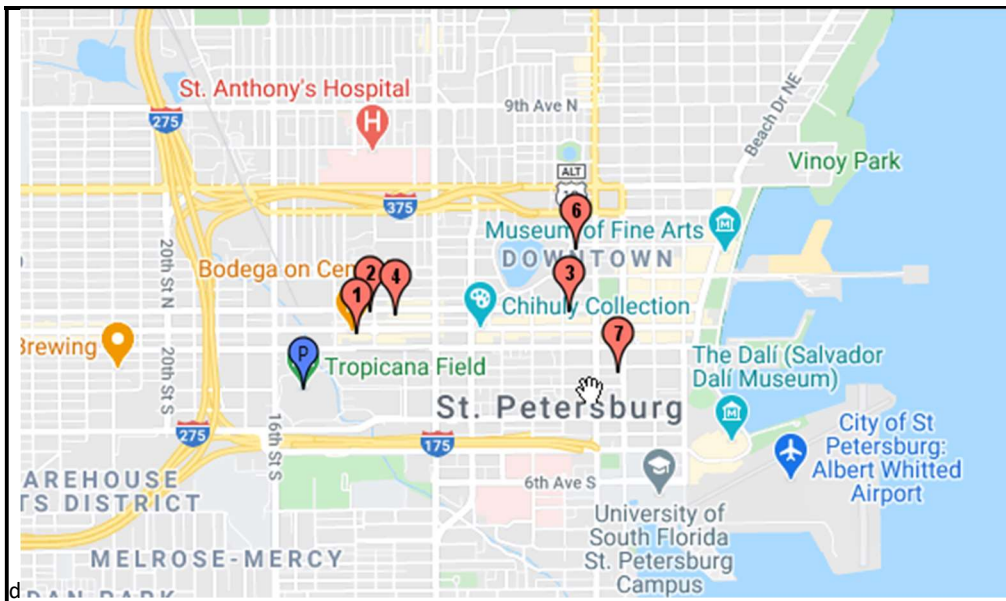 St. Anthony's Hospital
H
9th Ave N
Beach Dr NE
275
ALT
Vinoy Park
375
6
Museum of Fine Arts
20th St N
DOWNTOWN
Bodega on Cen
2
4
3
1
Chihuly Collection
7
Brewing
P
Tropicana Field
20th St S
The Dalí (Salvador
Dalí Museum)
St. Petersburg
275
16th St S
175
City of St
Petersburg:
Albert Whitted
Airport
AREHOUSE
TS DISTRICT
6th Ave S
University of
South Florida
St. Petersburg
Campus
MELROSE-MERCY
d
DAN PARK